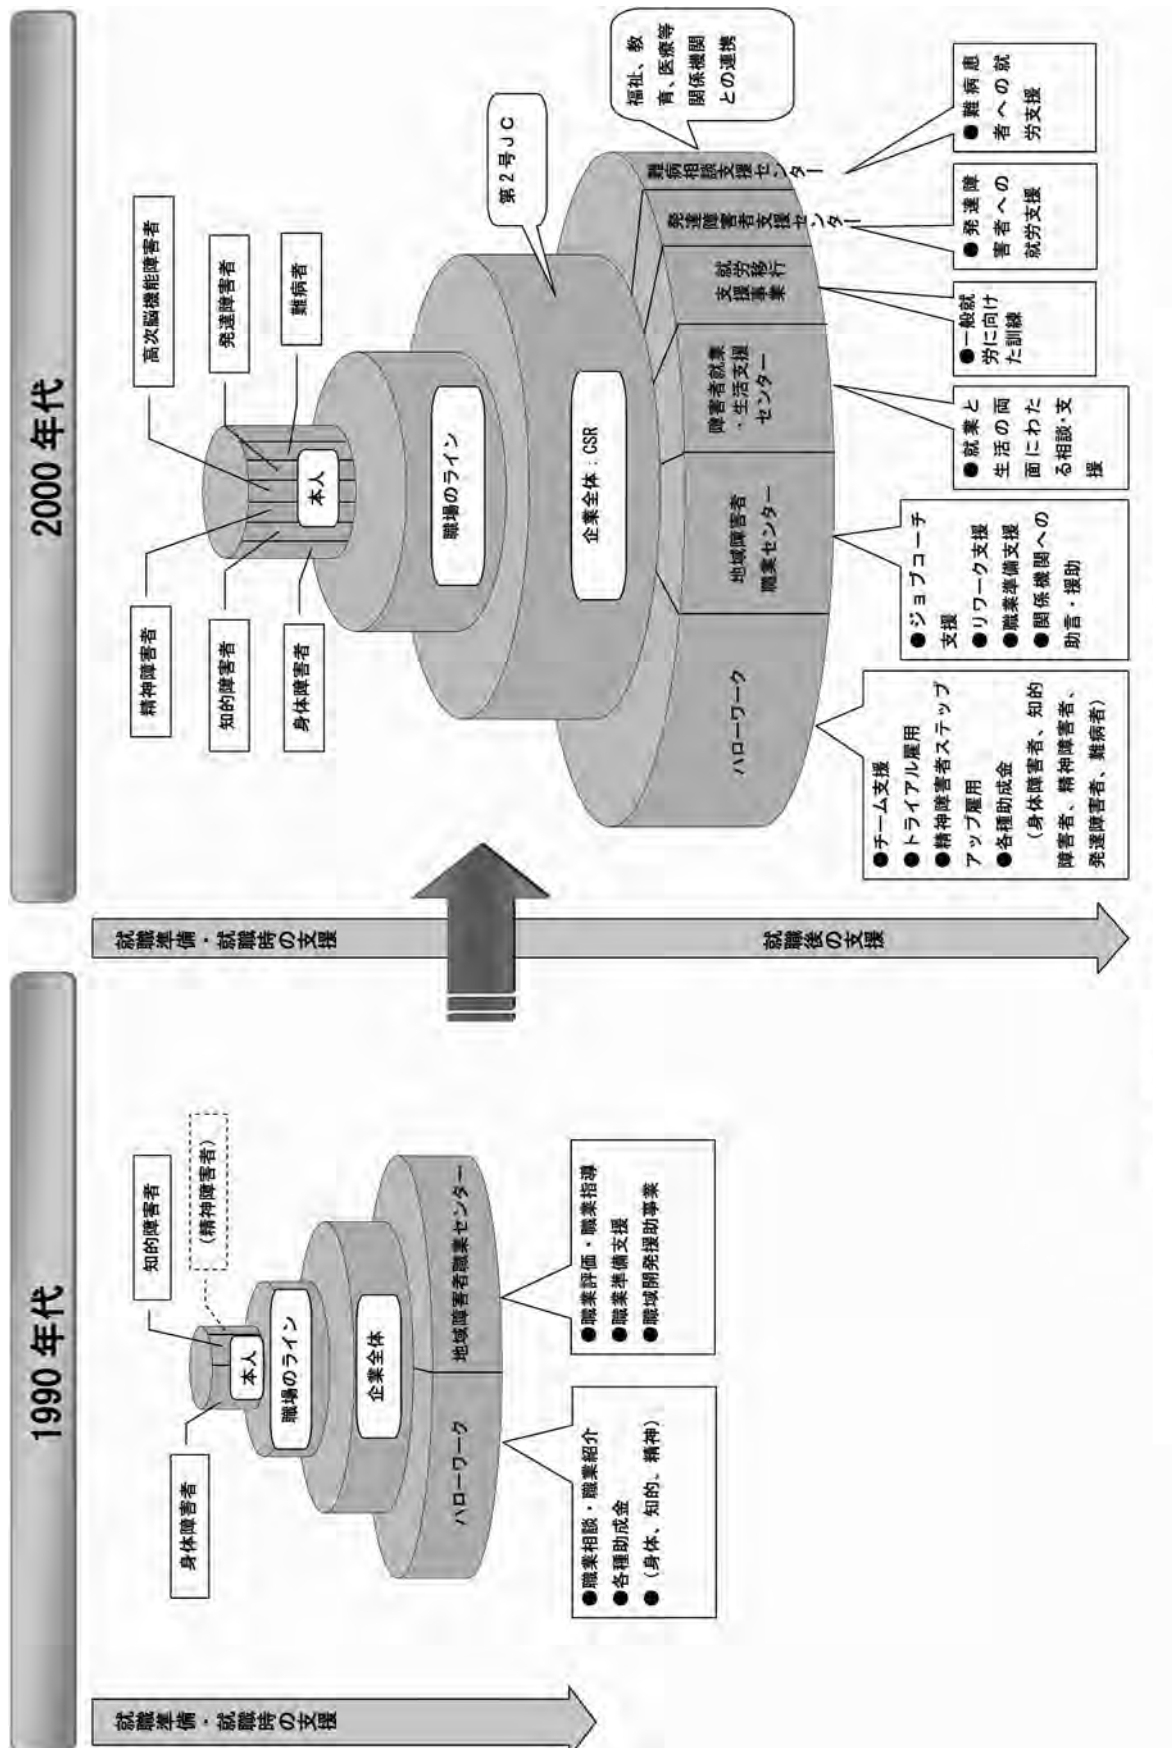 1990年代
就職準備・就職時の支援
身体障害者
知的障害者
(精神障害者)
本人
職場のライン
企業全体
ハローワーク
地域障害者職業センター
●職業相談・職業紹介
●各種助成金
●(身体、知的、精神)
●職業評価・職業指導
●職業準備支援
●職域開発援助事業
2000年代
就職準備・就職時の支援
就職後の支援
精神障害者
知的障害者
身体障害者
高次脳機能障害者
発達障害者
難病者
本人
職場のライン
企業全体:CSR
第2号JC
福祉、教
育、医療等
関係機関
との連携
ハローワーク
地域障害者
職業センター
障害者就業
・生活支援
センター
就労移行
支援事業
発達障害者支援センター
難病相談支援センター
●チーム支援
●トライアル雇用
●精神障害者ステップ
アップ雇用
●各種助成金
(身体障害者、知的
障害者、精神障害者、
発達障害者、難病者)
●ジョブコーチ
支援
●リワーク支援
●職業準備支援
●関係機関への
助言・援助
●就業と
生活の両
面にわた
る相談・支
援
●一般就
労に向け
た訓練
●発達障
害者への
就労支援
●難病患
者への就
労支援